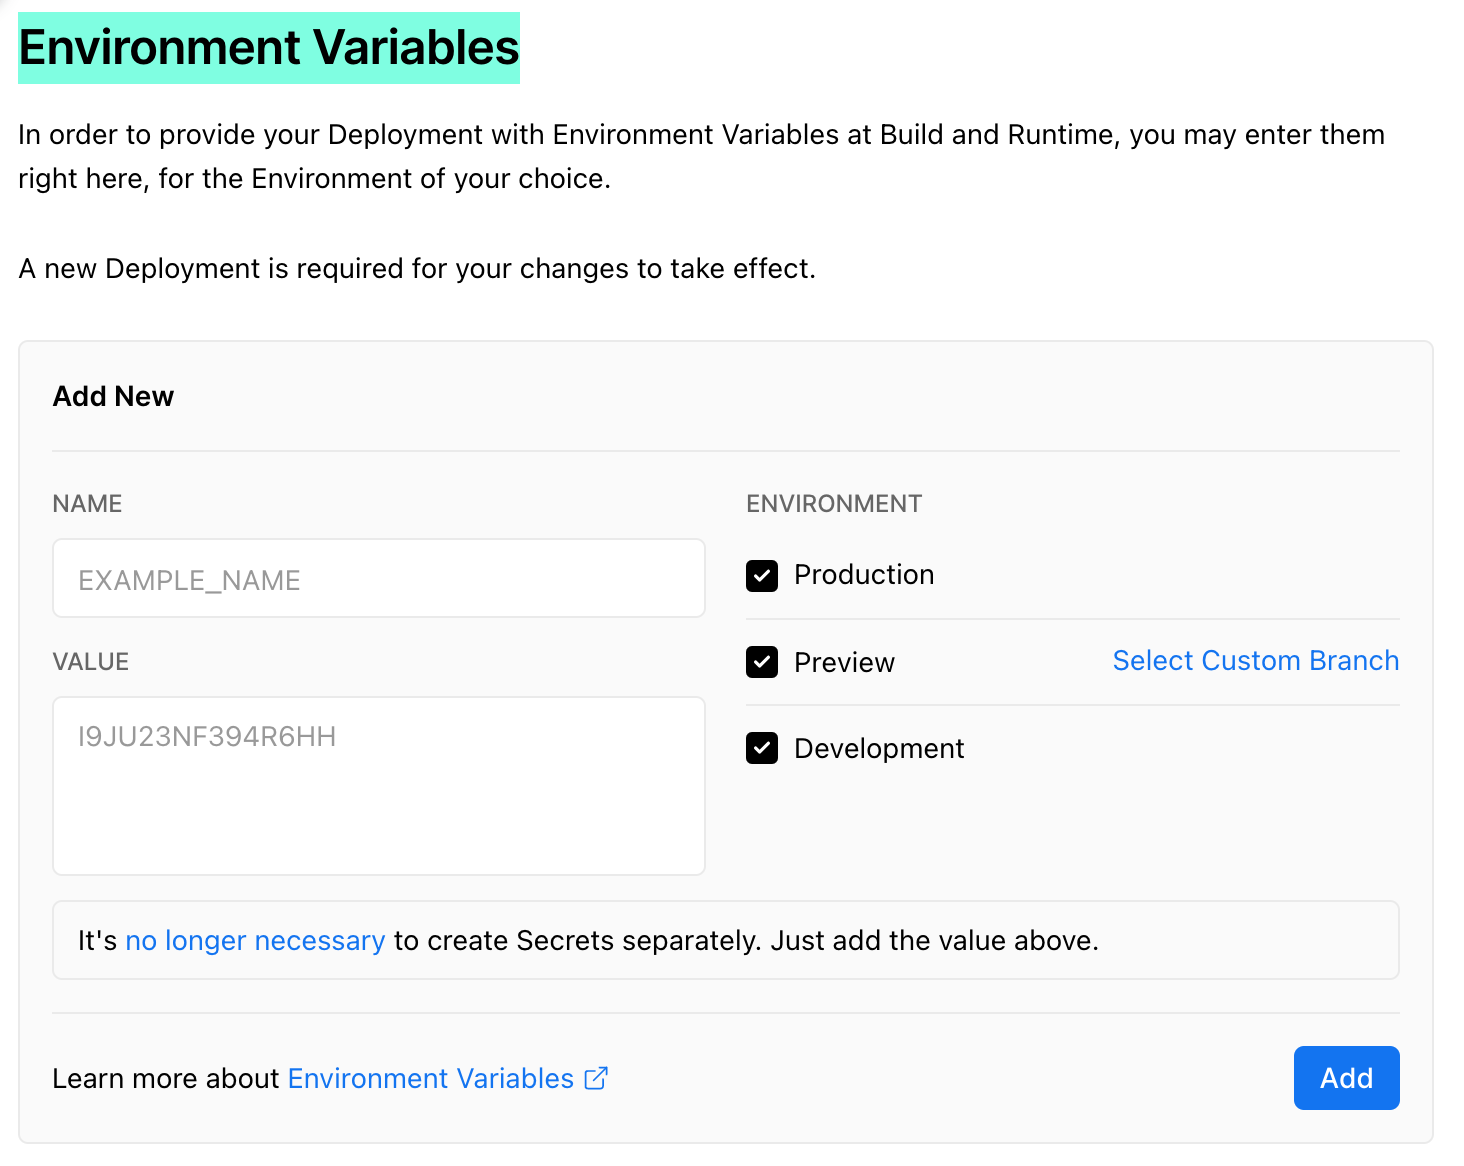 Environment Variables
In order to provide your Deployment with Environment Variables at Build and Runtime, you may enter them
right here, for the Environment of your choice.
A new Deployment is required for your changes to take effect.
Add New
NAME
EXAMPLE_NAME
VALUE
I9JU23NF394R6HH
ENVIRONMENT
Production
Preview
Select Custom Branch
Development
It's no longer necessary to create Secrets separately. Just add the value above.
Learn more about Environment Variables
Add